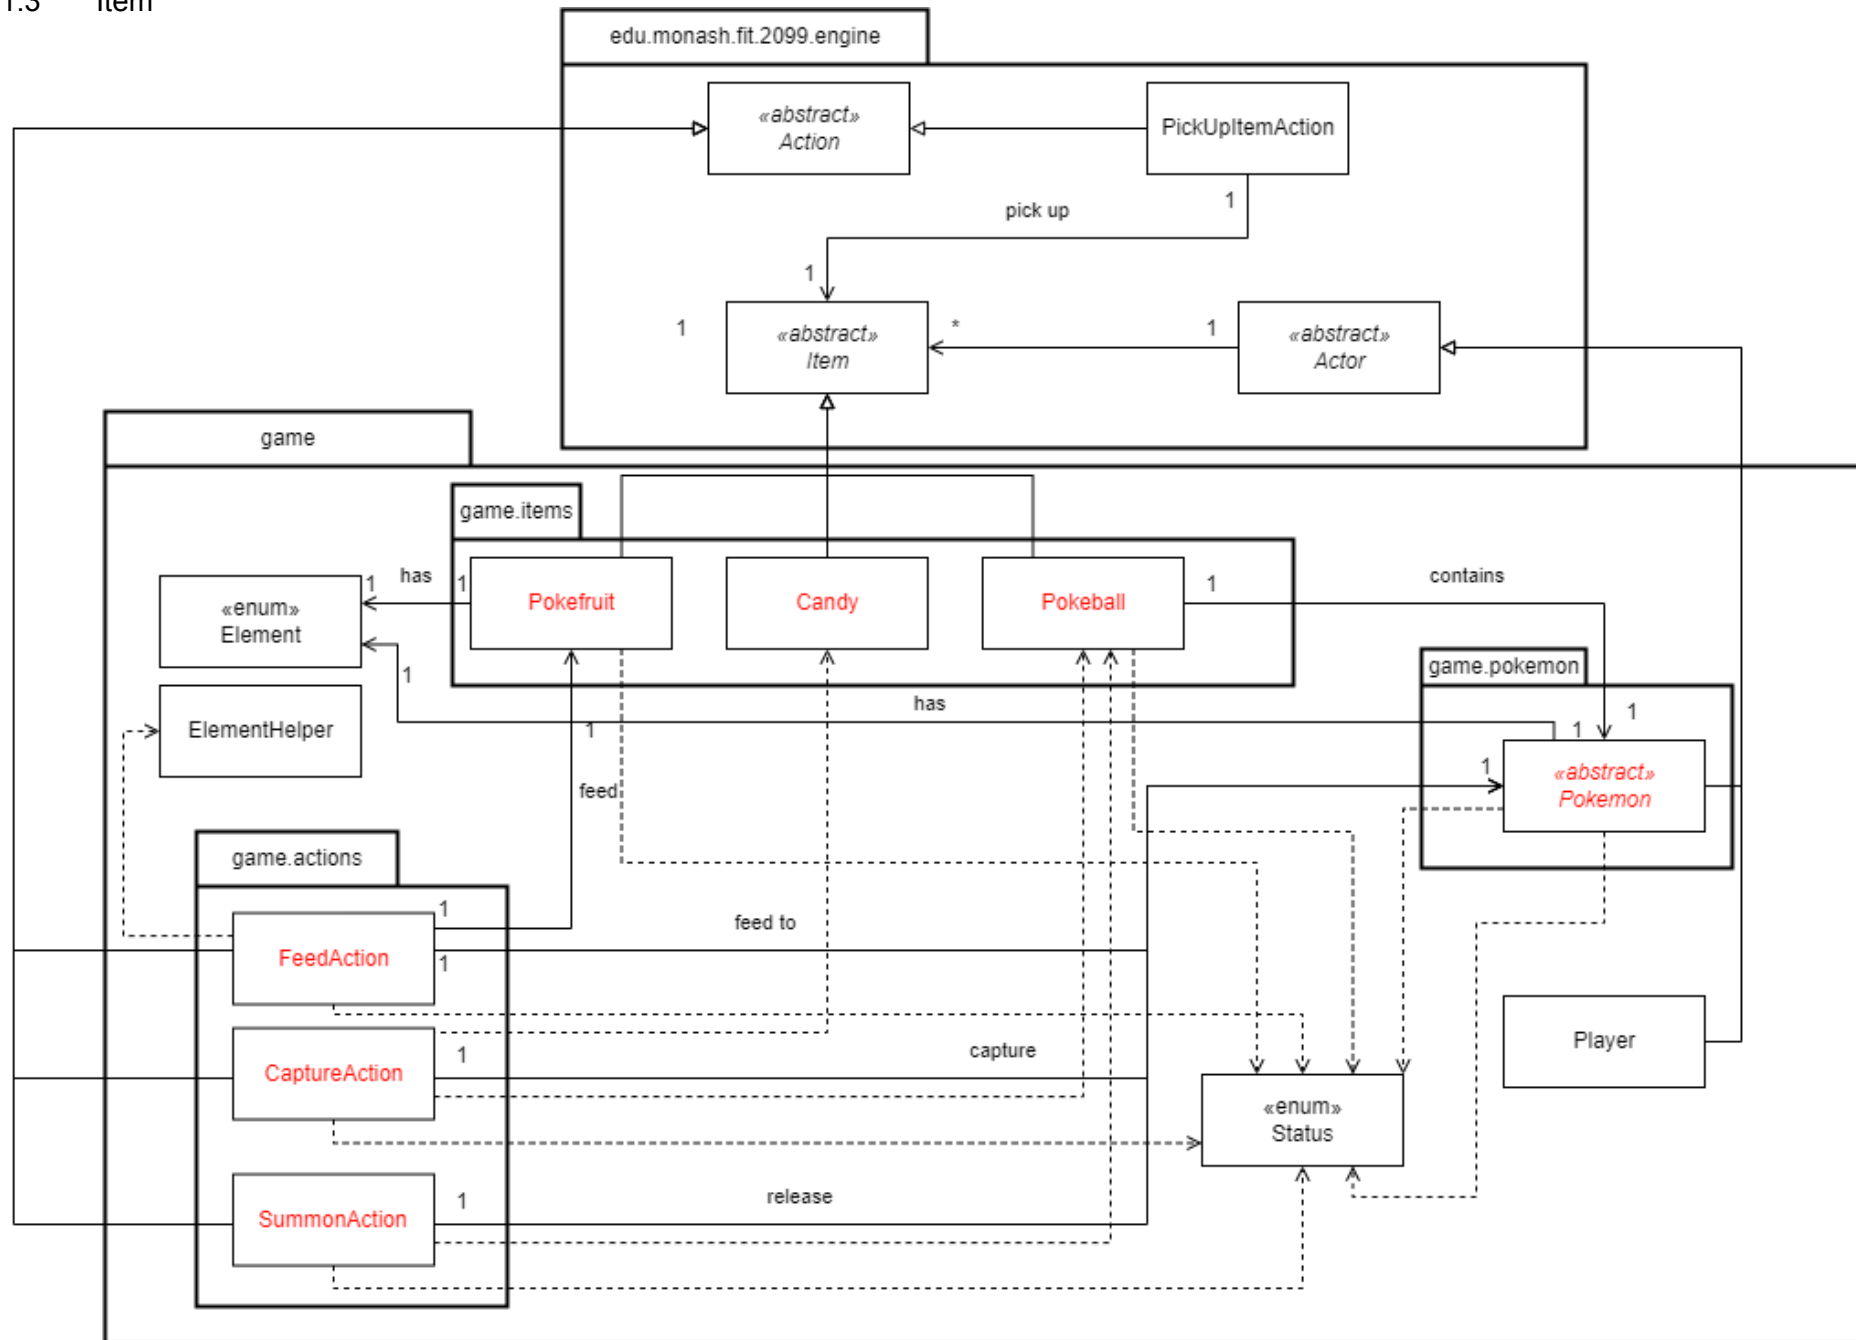 1.3 Item
edu.monash.fit.2099.engine
«abstract»
Action
PickUpItemAction
1
pick up
1
1
«abstract»
Item
*
1
«abstract»
Actor
game
game.items
1
has
1
Pokefruit
Candy
Pokeball
1
contains
«enum»
Element
1
game.pokemon
has
1
1
1
ElementHelper
feed
1
«abstract»
Pokemon
game.actions
1
feed to
FeedAction
1
1
capture
CaptureAction
Player
«enum»
Status
1
release
SummonAction